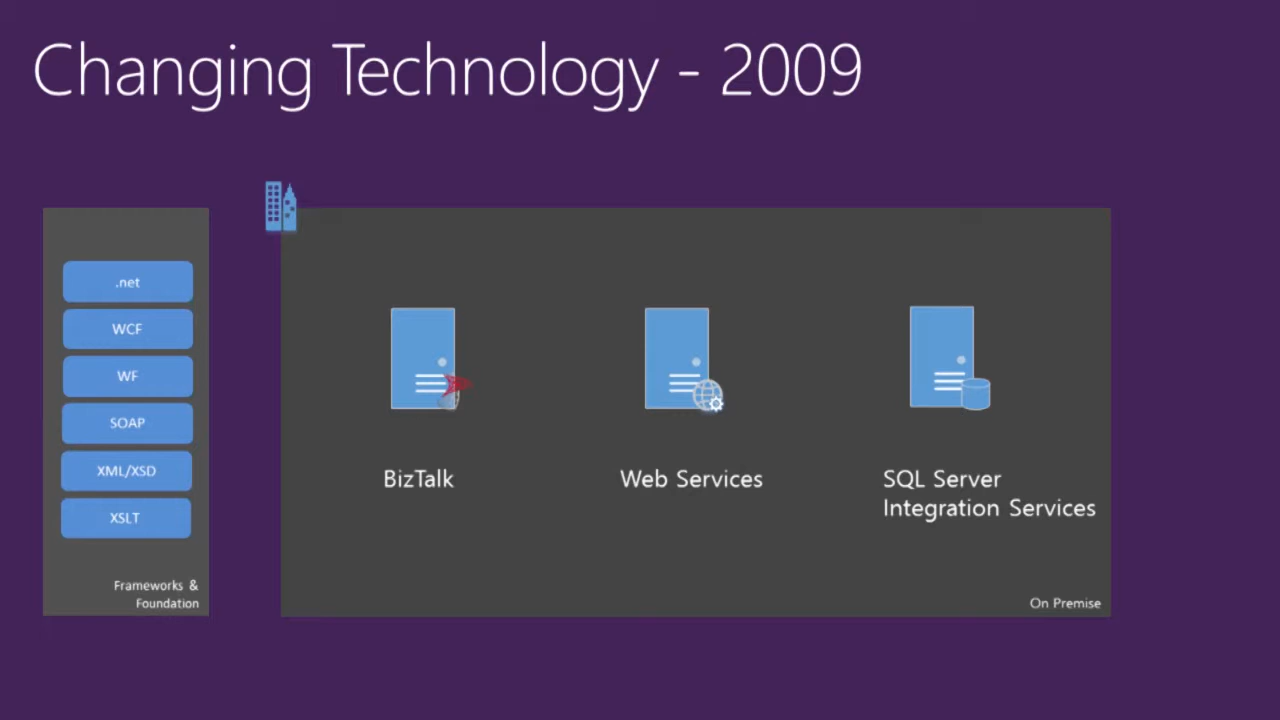 Changing Technology - 2009
.net
WCF
WF
SOAP
XML/XSD
XSLT
Frameworks &
Foundation
BizTalk
Web Services
SQL Server
Integration Services
On Premise